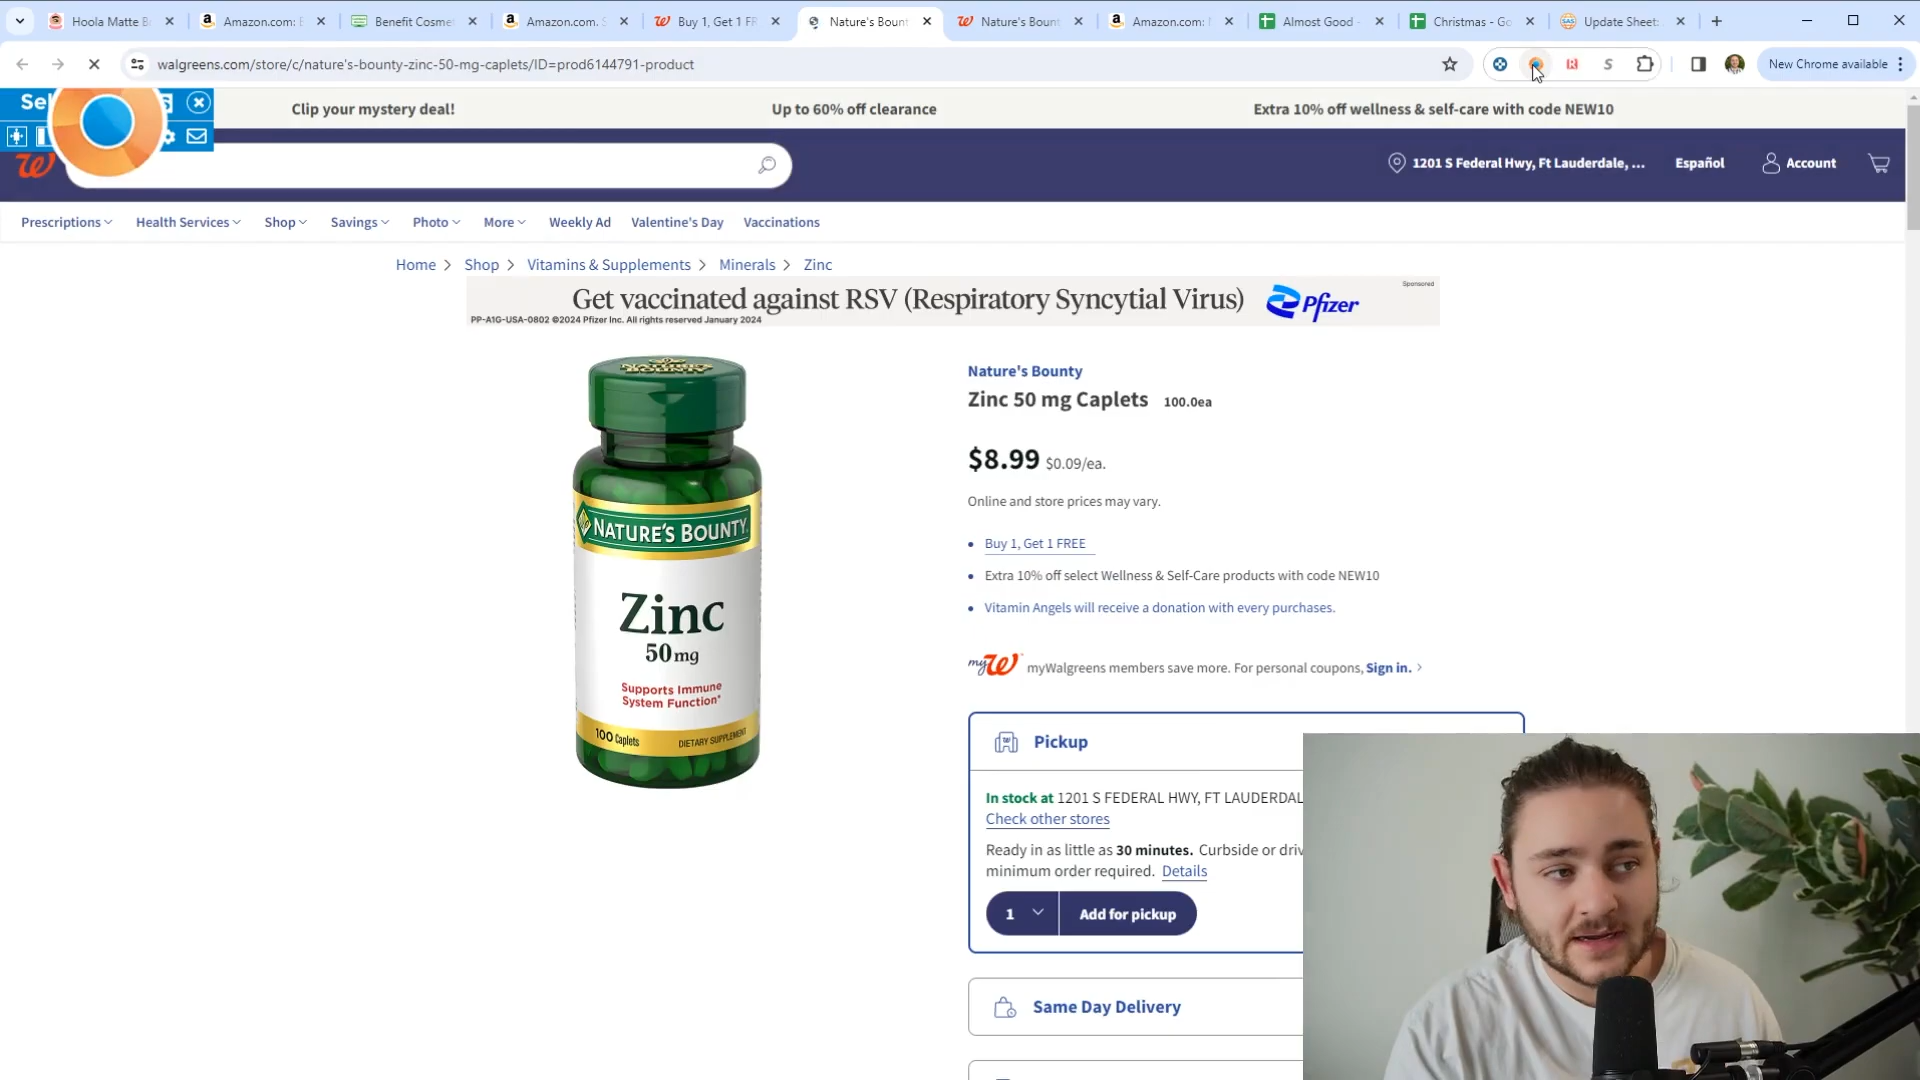 Hoola Matte B
Amazon.com: E
Benefit Cosmet
Amazon.com. S
Buy 1, Get 1 FR
Nature's Bount
Nature's Bount
Amazon.com: N
Almost Good -
Christmas - Go
Update Sheet:
walgreens.com/store/c/nature's-bounty-zinc-50-mg-caplets/ID=prod6144791-product
New Chrome available
Sel
Clip your mystery deal!
Up to 60% off clearance
Extra 10% off wellness & self-care with code NEW10
1201 S Federal Hwy, Ft Lauderdale, ...
Español
Account
Prescriptions
Health Services
Shop
Savings
Photo
More
Weekly Ad
Valentine's Day
Vaccinations
Home > Shop > Vitamins & Supplements > Minerals > Zinc
Get vaccinated against RSV (Respiratory Syncytial Virus)
Pfizer
Sponsored
PP-A1G-USA-0802 ©2024 Pfizer Inc. All rights reserved January 2024
NATURE'S BOUNTY
NATURE'S BOUNTY
Zinc
50 mg
Supports Immune
System Function*
100 Caplets
DIETARY SUPPLEMENT
Nature's Bounty
Zinc 50 mg Caplets 100.0ea
$8.99 $0.09/ea.
Online and store prices may vary.
Buy 1, Get 1 FREE
Extra 10% off select Wellness & Self-Care products with code NEW10
Vitamin Angels will receive a donation with every purchases.
myW myWalgreens members save more. For personal coupons, Sign in. >
Pickup
In stock at 1201 S FEDERAL HWY, FT LAUDERDAL
Check other stores
Ready in as little as 30 minutes. Curbside or driv
minimum order required. Details
1
Add for pickup
Same Day Delivery